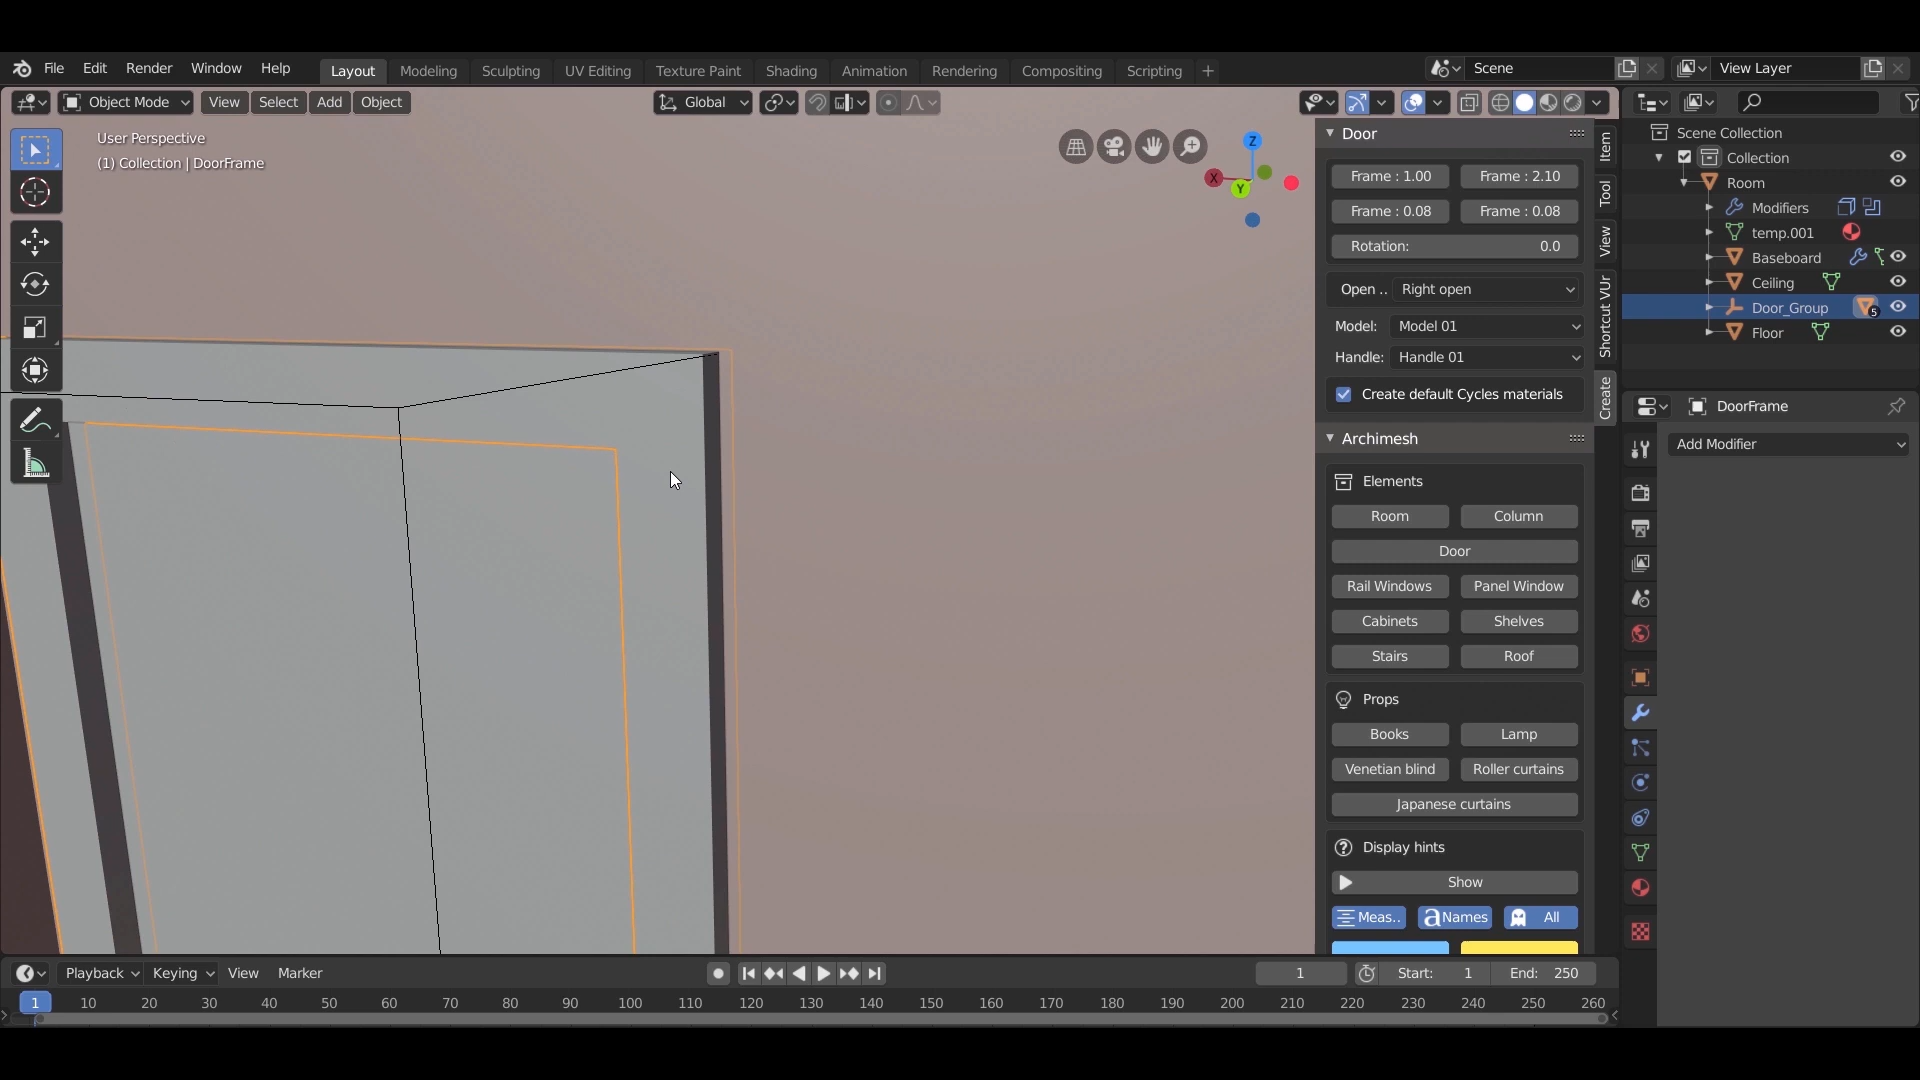 File Edit Render Window Help Layout Modeling Sculpting UV Editing Texture Paint Shading Animation Rendering Compositing Scripting + Scene View Layer
Object Mode View Select Add Object Global
User Perspective
(1) Collection | DoorFrame
Z
X
Y
Door
Frame : 1.00 Frame : 2.10
Frame : 0.08 Frame : 0.08
Rotation: 0.0
Open .. Right open
Model: Model 01
Handle: Handle 01
Create default Cycles materials
Archimesh
Elements
Room Column
Door
Rail Windows Panel Window
Cabinets Shelves
Stairs Roof
Props
Books Lamp
Venetian blind Roller curtains
Japanese curtains
Display hints
Show
Meas.. Names All
Item
Tool
View
Shortcut VUr
Create
Scene Collection
Collection
Room
Modifiers
temp.001
Baseboard
Ceiling
Door_Group 5
Floor
DoorFrame
Add Modifier
Playback Keying View Marker 1 Start: 1 End: 250
1 10 20 30 40 50 60 70 80 90 100 110 120 130 140 150 160 170 180 190 200 210 220 230 240 250 260